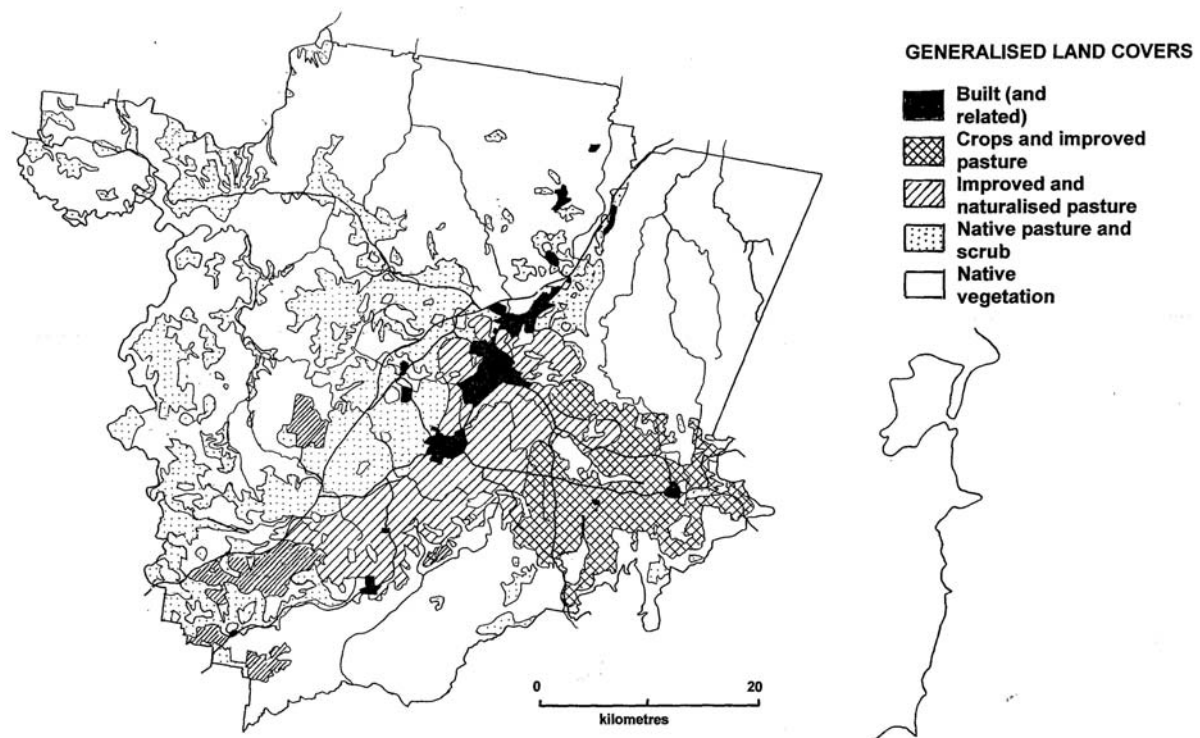 GENERALISED LAND COVERS
Built (and
related)
Crops and improved
pasture
Improved and
naturalised pasture
Native pasture and
scrub
Native
vegetation
0 20
kilometres